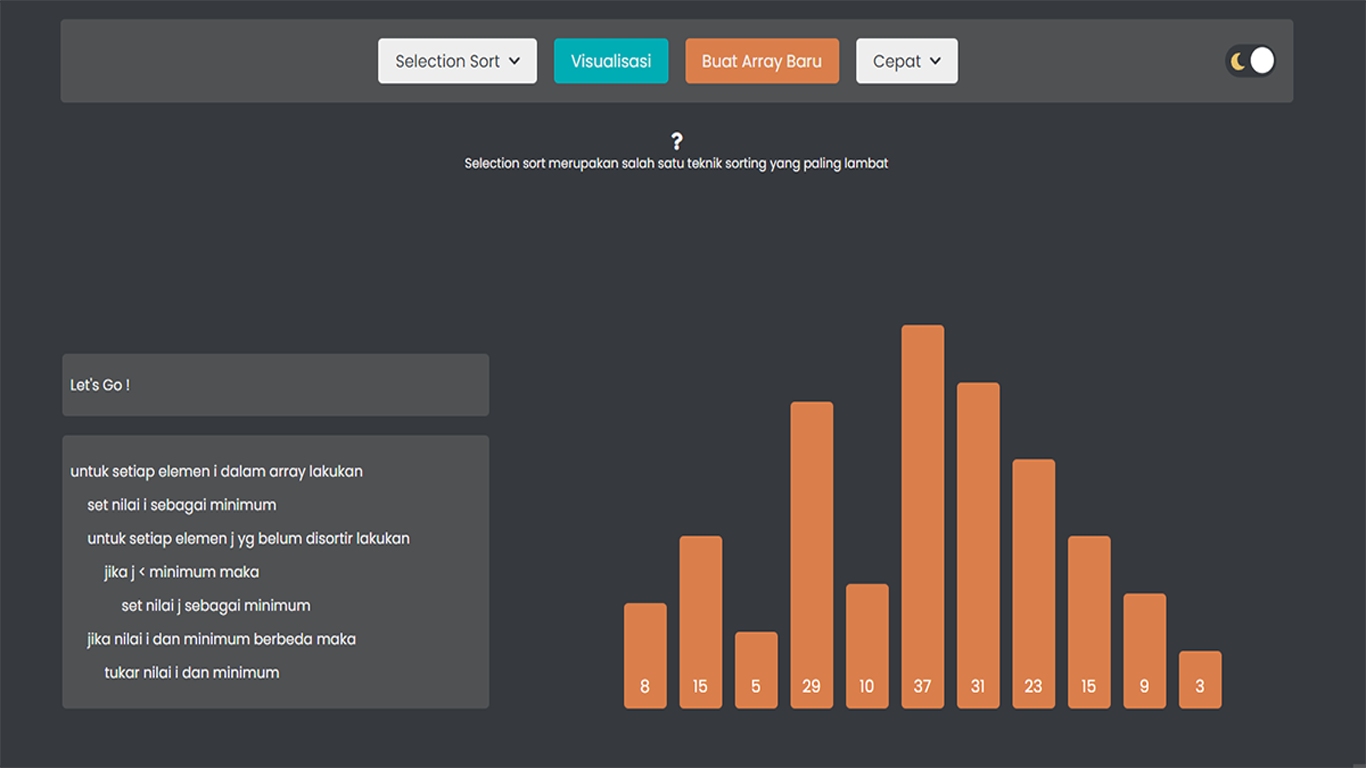 Selection Sort
Visualisasi
Buat Array Baru
Cepat
?
Selection sort merupakan salah satu teknik sorting yang paling lambat
Let's Go !
untuk setiap elemen i dalam array lakukan
set nilai i sebagai minimum
untuk setiap elemen j yg belum disortir lakukan
jika j < minimum maka
set nilai j sebagai minimum
jika nilai i dan minimum berbeda maka
tukar nilai i dan minimum
8 15 5 29 10 37 31 23 15 9 3